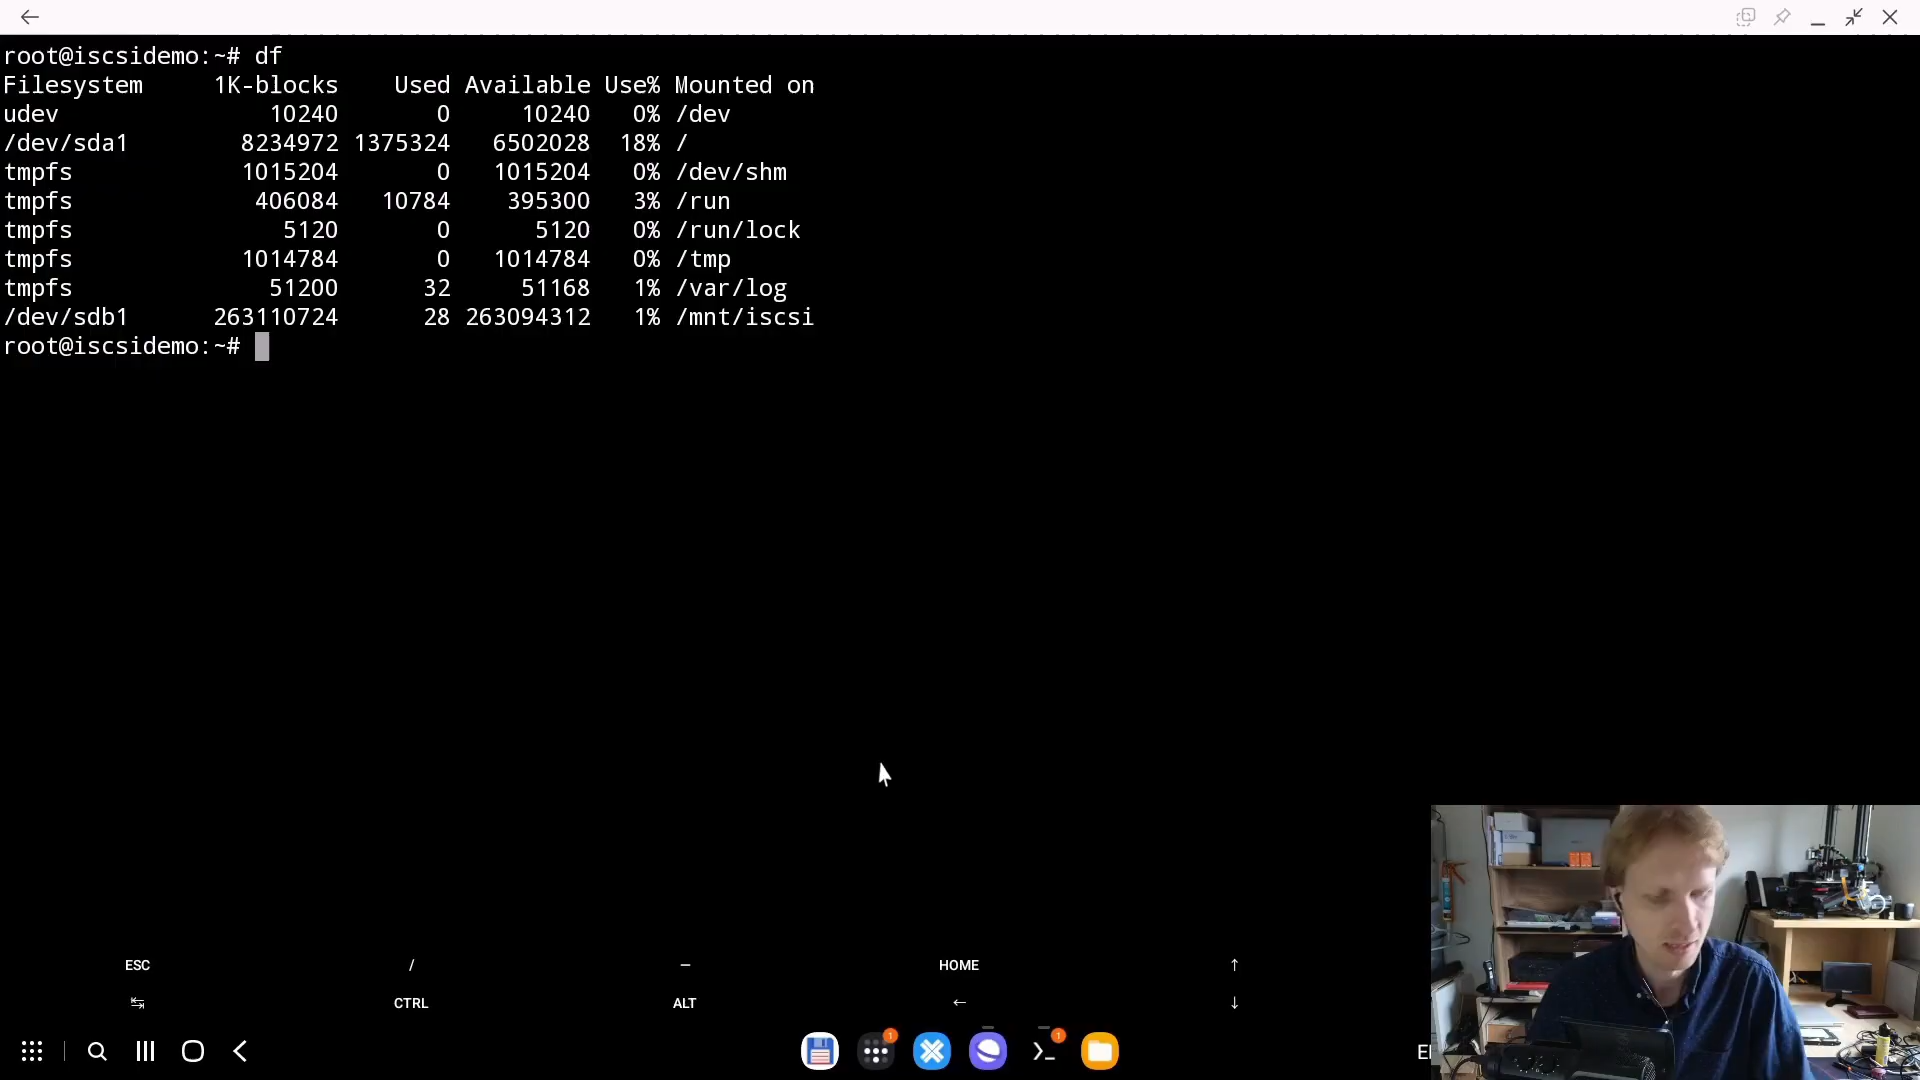 root@iscsidemo:~# df
Filesystem 1K-blocks Used Available Use% Mounted on
udev 10240 0 10240 0% /dev
/dev/sda1 8234972 1375324 6502028 18% /
tmpfs 1015204 0 1015204 0% /dev/shm
tmpfs 406084 10784 395300 3% /run
tmpfs 5120 0 5120 0% /run/lock
tmpfs 1014784 0 1014784 0% /tmp
tmpfs 51200 32 51168 1% /var/log
/dev/sdb1 263110724 28 263094312 1% /mnt/iscsi
root@iscsidemo:~#
ESC / – HOME ↑
↹ CTRL ALT ← ↓
1 1